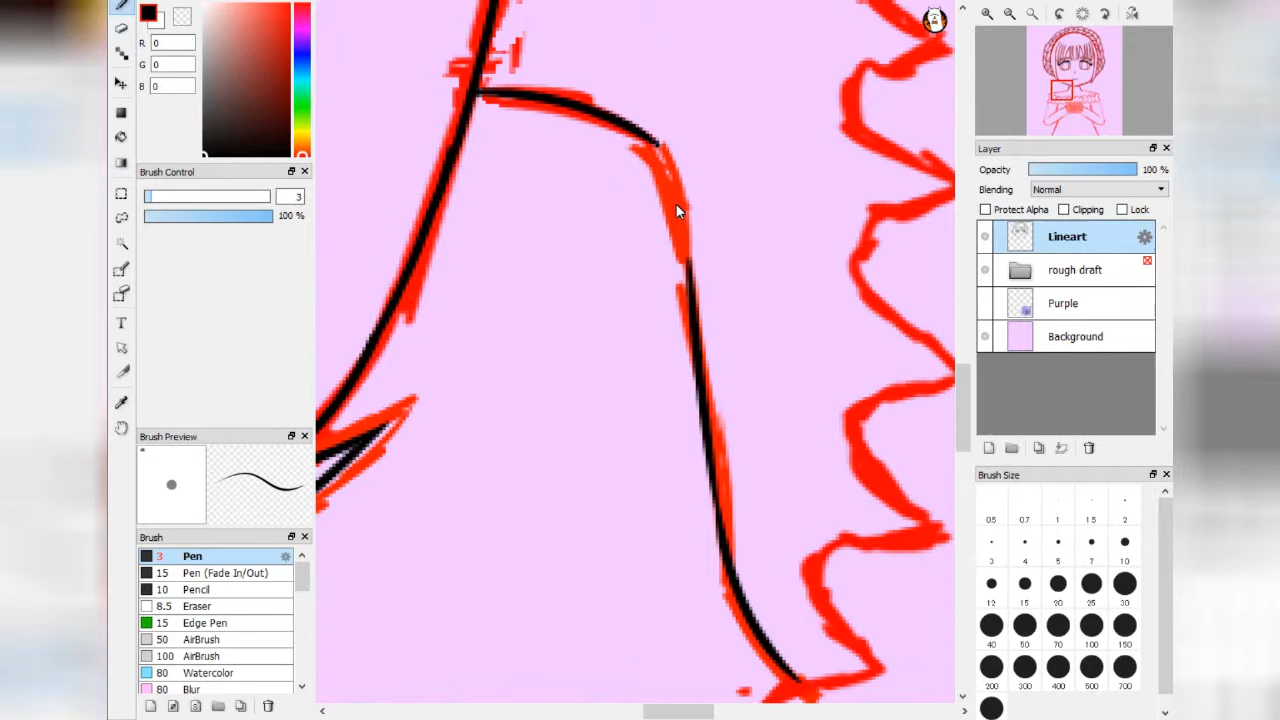 R 0
G 0
B 0
Brush Control
3
100 %
Brush Preview
Brush
3 Pen
15 Pen (Fade In/Out)
10 Pencil
8.5 Eraser
15 Edge Pen
50 AirBrush
100 AirBrush
80 Watercolor
80 Blur
T
Layer
Opacity 100 %
Blending Normal
Protect Alpha Clipping Lock
Lineart
rough draft
Purple
Background
Brush Size
0.5 0.7 1 1.5 2
3 4 5 7 10
12 15 20 25 30
40 50 70 100 150
200 300 400 500 700